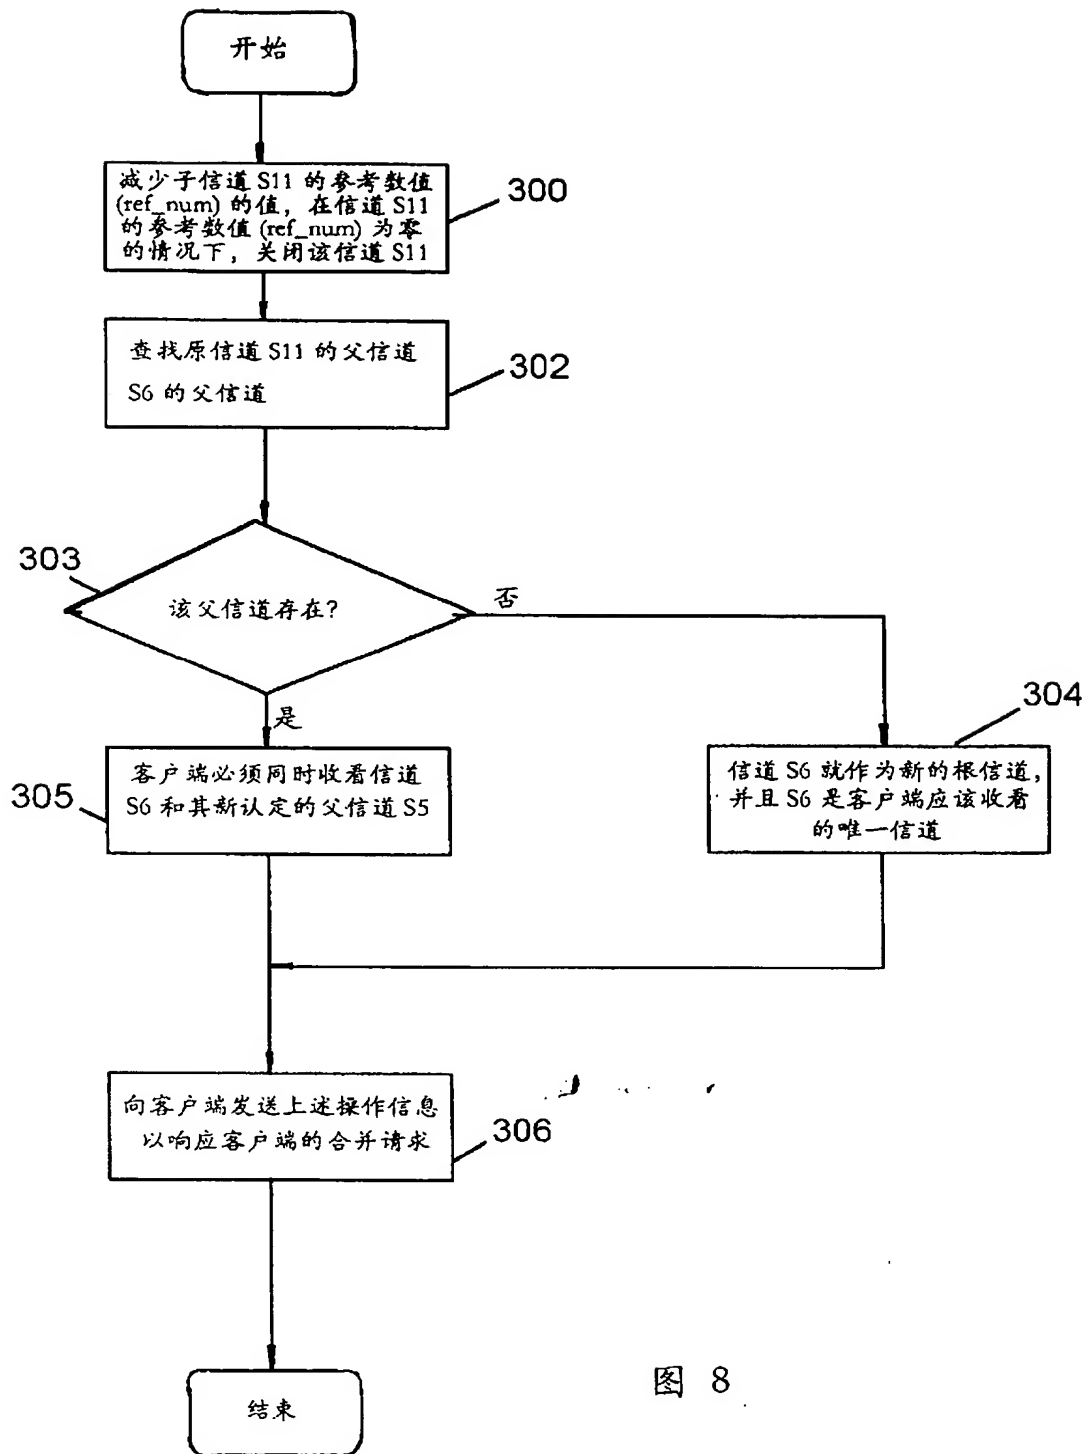 开始
减少子信道 S11 的参考数值
(ref_num) 的值，在信道 S11
的参考数值 (ref_num) 为零
的情况下，关闭该信道 S11
300
查找原信道 S11 的父信道
S6 的父信道
302
303
该父信道存在?
否
是
304
客户端必须同时收看信道
S6 和其新认定的父信道 S5
305
信道 S6 就作为新的根信道，
并且 S6 是客户端应该收看
的唯一信道
向客户端发送上述操作信息
以响应客户端的合并请求
306
结束
图 8